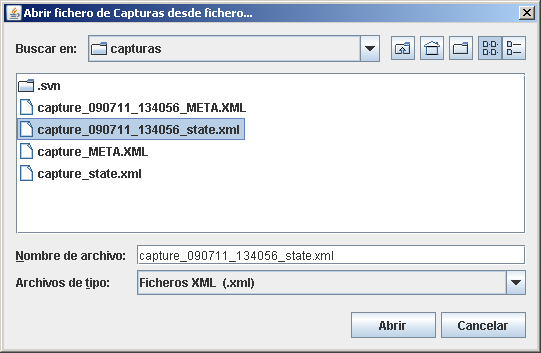 Abrir fichero de Capturas desde fichero...
Buscar en: capturas
.svn
capture_090711_134056_META.XML
capture_090711_134056_state.xml
capture_META.XML
capture_state.xml
Nombre de archivo: capture_090711_134056_state.xml
Archivos de tipo: Ficheros XML (.xml)
Abrir Cancelar